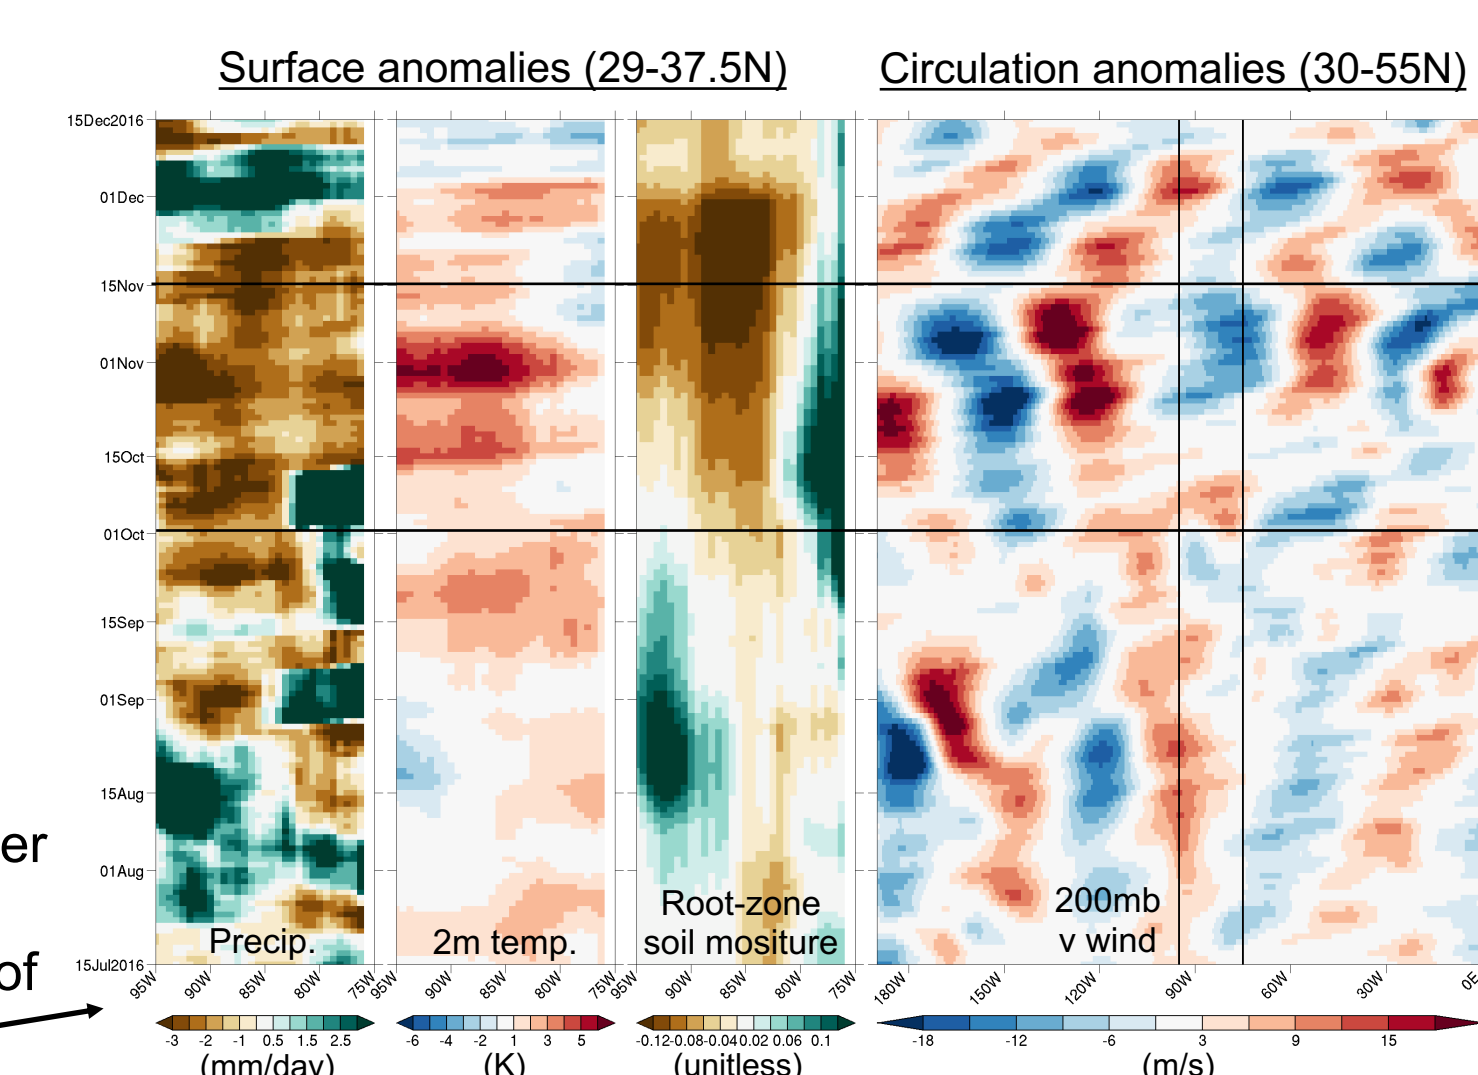 Surface anomalies (29-37.5N)
Circulation anomalies (30-55N)
15Dec2016
01Dec
15Nov
01Nov
15Oct
01Oct
15Sep
01Sep
15Aug
01Aug
15Jul2016
er
of
Precip.
2m temp.
Root-zone
soil mositure
200mb
v wind
95W 90W 85W 80W 75W
95W 90W 85W 80W 75W
95W 90W 85W 80W 75W
180W 150W 120W 90W 60W 30W 0E
-3 -2 -1 0.5 1.5 2.5
(mm/day)
-6 -4 -2 1 3 5
(K)
-0.12-0.08-0.040.02 0.06 0.1
(unitless)
-18 -12 -6 3 9 15
(m/s)